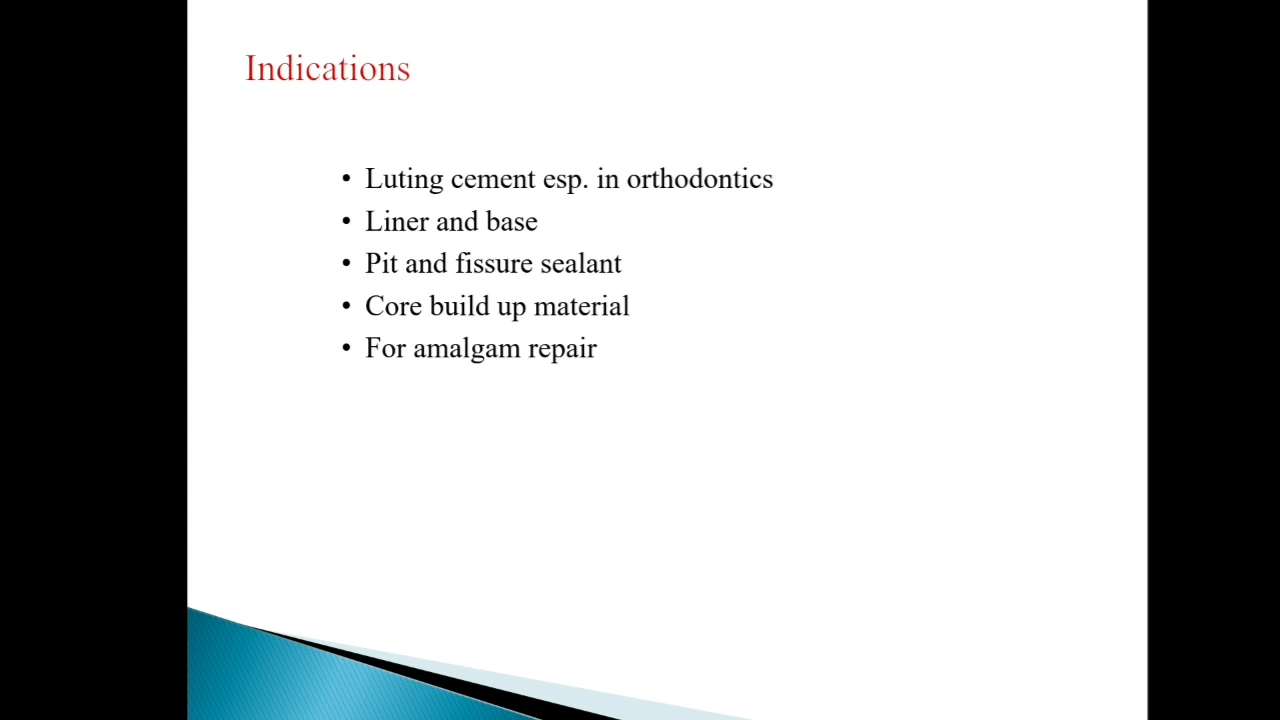 Indications
• Luting cement esp. in orthodontics
• Liner and base
• Pit and fissure sealant
• Core build up material
• For amalgam repair